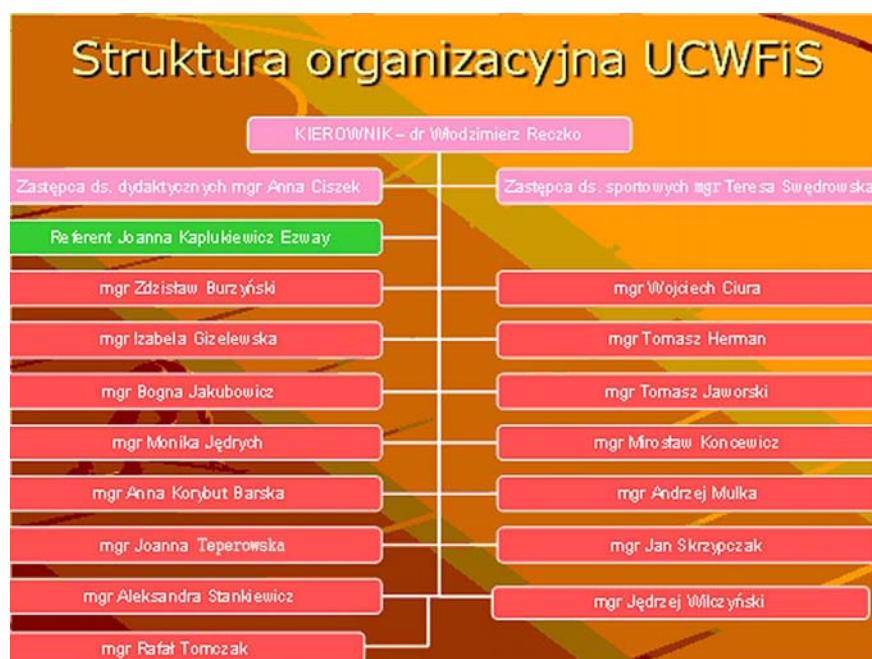 Struktura organizacyjna UCWFiS
KIEROWNIK – dr Włodzimierz Reczko
Zastępca ds. dydaktycznych mgr Anna Ciszek
Zastępca ds. sportowych mgr Teresa Swędrowska
Referent Joanna Kaplukiewicz Ezway
mgr Zdzisław Burzyński
mgr Wojciech Ciura
mgr Izabela Gizelewska
mgr Tomasz Herman
mgr Bogna Jakubowicz
mgr Tomasz Jaworski
mgr Monika Jędrych
mgr Mirosław Koncewicz
mgr Anna Korybut Barska
mgr Andrzej Mulka
mgr Joanna Teperowska
mgr Jan Skrzypczak
mgr Aleksandra Stankiewicz
mgr Jędrzej Wilczyński
mgr Rafał Tomczak